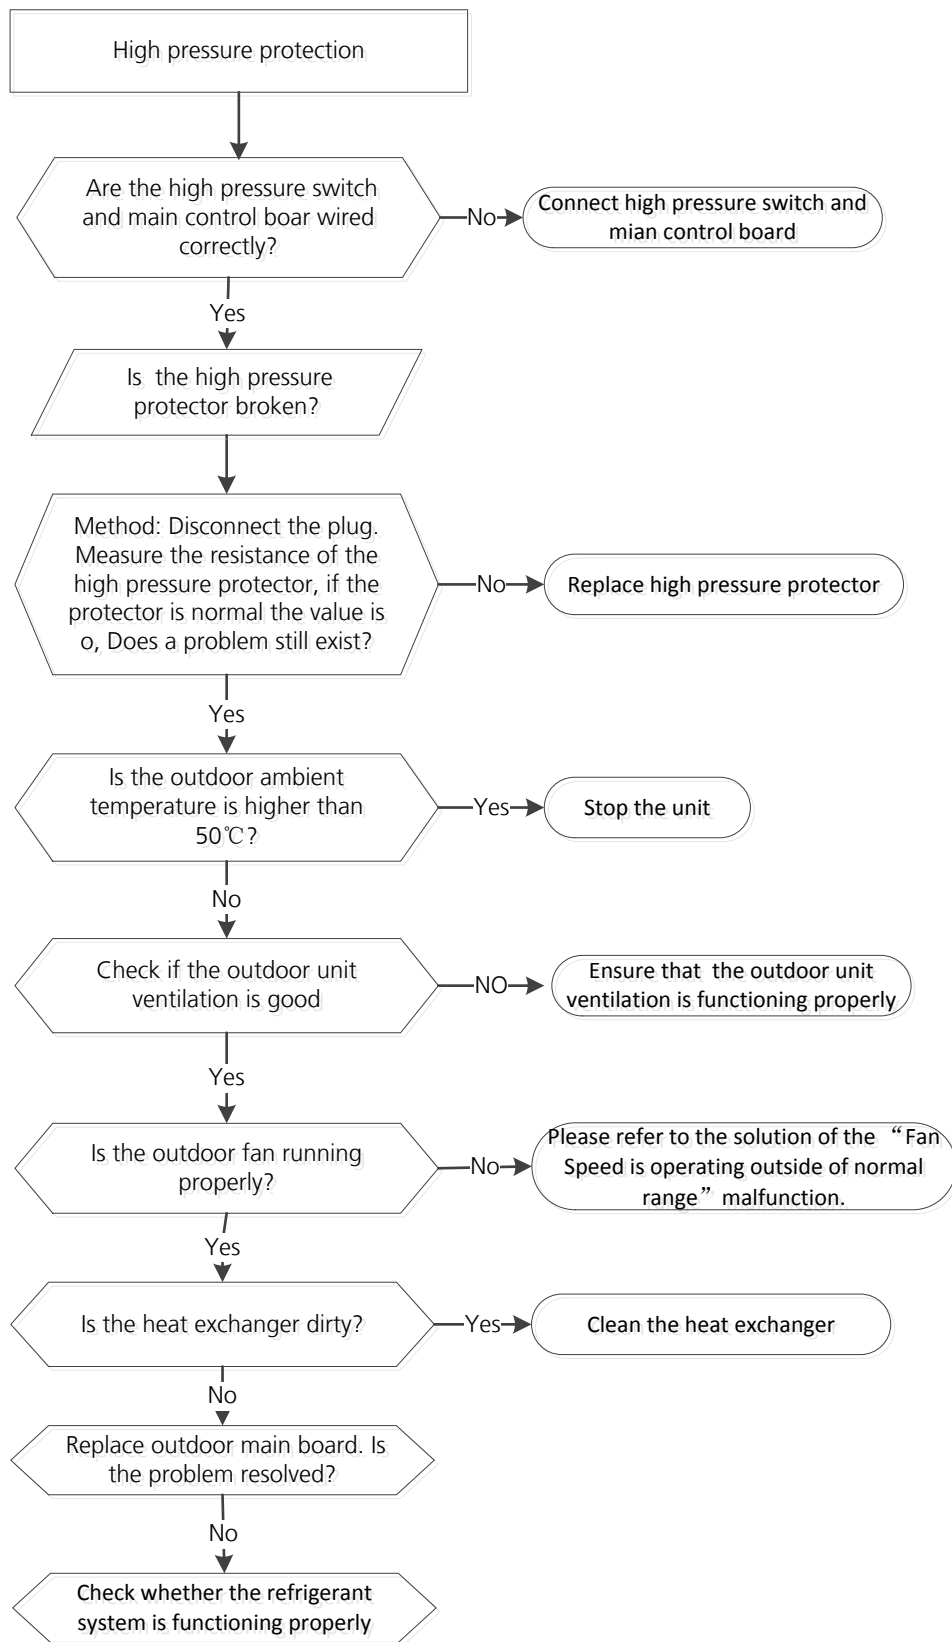 High pressure protection
Are the high pressure switch
and main control boar wired
correctly?
No
Connect high pressure switch and
mian control board
Yes
Is the high pressure
protector broken?
Method: Disconnect the plug.
Measure the resistance of the
high pressure protector, if the
protector is normal the value is
o, Does a problem still exist?
No
Replace high pressure protector
Yes
Is the outdoor ambient
temperature is higher than
50℃?
Yes
Stop the unit
No
Check if the outdoor unit
ventilation is good
NO
Ensure that the outdoor unit
ventilation is functioning properly
Yes
Is the outdoor fan running
properly?
No
Please refer to the solution of the “Fan
Speed is operating outside of normal
range” malfunction.
Yes
Is the heat exchanger dirty?
Yes
Clean the heat exchanger
No
Replace outdoor main board. Is
the problem resolved?
No
Check whether the refrigerant
system is functioning properly